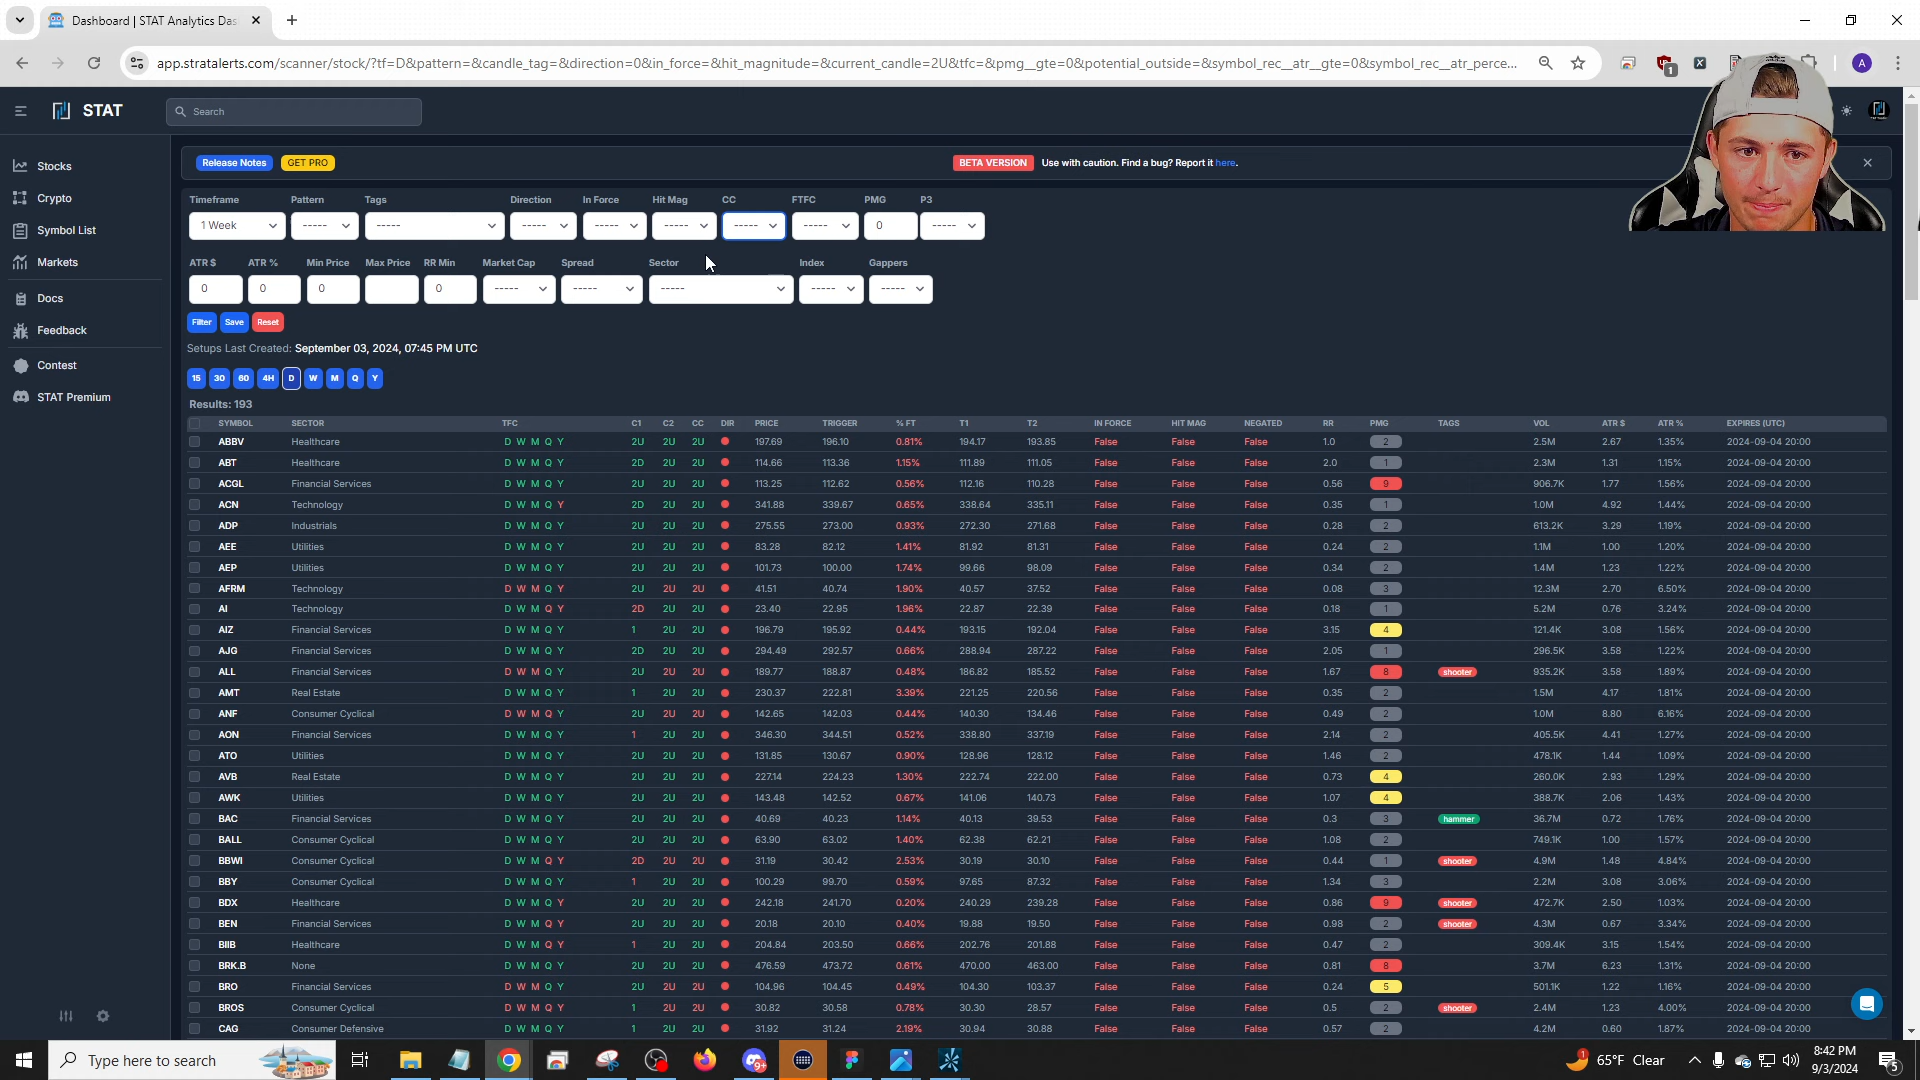 Dashboard | STAT Analytics Das
app.stratalerts.com/scanner/stock/?tf=D&pattern=&candle_tag=&direction=0&in_force=&hit_magnitude=&current_candle=2U&tfc=&pmg__gte=0&potential_outside=&symbol_rec__atr__gte=0&symbol_rec__atr_perce...
1
A
STAT
Search
Stocks
Crypto
Symbol List
Markets
Docs
Feedback
Contest
STAT Premium
Release Notes GET PRO BETA VERSION Use with caution. Find a bug? Report it here.
Timeframe Pattern Tags Direction In Force Hit Mag CC FTFC PMG P3
1 Week ----- ----- ----- ----- ----- ----- ----- 0 -----
ATR $ ATR % Min Price Max Price RR Min Market Cap Spread Sector Index Gappers
0 0 0 0 ----- ----- ----- ----- -----
Filter Save Reset
Setups Last Created: September 03, 2024, 07:45 PM UTC
15 30 60 4H D W M Q Y
Results: 193
SYMBOL SECTOR TFC C1 C2 CC DIR PRICE TRIGGER % FT T1 T2 IN FORCE HIT MAG NEGATED RR PMG TAGS VOL ATR $ ATR % EXPIRES (UTC)
ABBV Healthcare D W M Q Y 2U 2U 2U 197.69 196.10 0.81% 194.17 193.85 False False False 1.0 2 2.5M 2.67 1.35% 2024-09-04 20:00
ABT Healthcare D W M Q Y 2D 2U 2U 114.66 113.36 1.15% 111.89 111.05 False False False 2.0 1 2.3M 1.31 1.15% 2024-09-04 20:00
ACGL Financial Services D W M Q Y 2U 2U 2U 113.25 112.62 0.56% 112.16 110.28 False False False 0.56 9 906.7K 1.77 1.56% 2024-09-04 20:00
ACN Technology D W M Q Y 2D 2U 2U 341.88 339.67 0.65% 338.64 335.11 False False False 0.35 1 1.0M 4.92 1.44% 2024-09-04 20:00
ADP Industrials D W M Q Y 2U 2U 2U 275.55 273.00 0.93% 272.30 271.68 False False False 0.28 2 613.2K 3.29 1.19% 2024-09-04 20:00
AEE Utilities D W M Q Y 2U 2U 2U 83.28 82.12 1.41% 81.92 81.31 False False False 0.24 2 1.1M 1.00 1.20% 2024-09-04 20:00
AEP Utilities D W M Q Y 2U 2U 2U 101.73 100.00 1.74% 99.66 98.09 False False False 0.34 2 1.4M 1.23 1.22% 2024-09-04 20:00
AFRM Technology D W M Q Y 2U 2U 2U 41.51 40.74 1.90% 40.57 37.52 False False False 0.08 3 12.3M 2.70 6.50% 2024-09-04 20:00
AI Technology D W M Q Y 2D 2U 2U 23.40 22.95 1.96% 22.87 22.39 False False False 0.18 1 5.2M 0.76 3.24% 2024-09-04 20:00
AIZ Financial Services D W M Q Y 1 2U 2U 196.79 195.92 0.44% 193.15 192.04 False False False 3.15 4 121.4K 3.08 1.56% 2024-09-04 20:00
AJG Financial Services D W M Q Y 2D 2U 2U 294.49 292.57 0.66% 288.94 287.22 False False False 2.05 1 296.5K 3.58 1.22% 2024-09-04 20:00
ALL Financial Services D W M Q Y 2U 2U 2U 189.77 188.87 0.48% 186.82 185.52 False False False 1.67 8 shooter 935.2K 3.58 1.89% 2024-09-04 20:00
AMT Real Estate D W M Q Y 1 2U 2U 230.37 222.81 3.39% 221.25 220.56 False False False 0.35 2 1.5M 4.17 1.81% 2024-09-04 20:00
ANF Consumer Cyclical D W M Q Y 2U 2U 2U 142.65 142.03 0.44% 140.30 134.46 False False False 0.49 2 1.0M 8.80 6.16% 2024-09-04 20:00
AON Financial Services D W M Q Y 1 2U 2U 346.30 344.51 0.52% 338.80 337.19 False False False 2.14 2 405.5K 4.41 1.27% 2024-09-04 20:00
ATO Utilities D W M Q Y 2U 2U 2U 131.85 130.67 0.90% 128.96 128.12 False False False 1.46 2 478.1K 1.44 1.09% 2024-09-04 20:00
AVB Real Estate D W M Q Y 2U 2U 2U 227.14 224.23 1.30% 222.74 222.00 False False False 0.73 4 260.0K 2.93 1.29% 2024-09-04 20:00
AWK Utilities D W M Q Y 2U 2U 2U 143.48 142.52 0.67% 141.06 140.73 False False False 1.07 4 388.7K 2.06 1.43% 2024-09-04 20:00
BAC Financial Services D W M Q Y 2U 2U 2U 40.69 40.23 1.14% 40.13 39.53 False False False 0.3 3 hammer 36.7M 0.72 1.76% 2024-09-04 20:00
BALL Consumer Cyclical D W M Q Y 2U 2U 2U 63.90 63.02 1.40% 62.38 62.21 False False False 1.08 2 749.1K 1.00 1.57% 2024-09-04 20:00
BBWI Consumer Cyclical D W M Q Y 2D 2U 2U 31.19 30.42 2.53% 30.19 30.10 False False False 0.44 1 shooter 4.9M 1.48 4.84% 2024-09-04 20:00
BBY Consumer Cyclical D W M Q Y 1 2U 2U 100.29 99.70 0.59% 97.65 87.32 False False False 1.34 3 2.2M 3.08 3.06% 2024-09-04 20:00
BDX Healthcare D W M Q Y 2U 2U 2U 242.18 241.70 0.20% 240.29 239.28 False False False 0.86 9 shooter 472.7K 2.50 1.03% 2024-09-04 20:00
BEN Financial Services D W M Q Y 2U 2U 2U 20.18 20.10 0.40% 19.88 19.50 False False False 0.98 2 shooter 4.3M 0.67 3.34% 2024-09-04 20:00
BIIB Healthcare D W M Q Y 1 2U 2U 204.84 203.50 0.66% 202.76 201.88 False False False 0.47 2 309.4K 3.15 1.54% 2024-09-04 20:00
BRK.B None D W M Q Y 2U 2U 2U 476.59 473.72 0.61% 470.00 463.00 False False False 0.81 8 3.7M 6.23 1.31% 2024-09-04 20:00
BRO Financial Services D W M Q Y 2U 2U 2U 104.96 104.45 0.49% 104.30 103.37 False False False 0.24 5 501.1K 1.22 1.16% 2024-09-04 20:00
BROS Consumer Cyclical D W M Q Y 1 2U 2U 30.82 30.58 0.78% 30.30 28.57 False False False 0.5 2 shooter 2.4M 1.23 4.00% 2024-09-04 20:00
CAG Consumer Defensive D W M Q Y 1 2U 2U 31.92 31.24 2.19% 30.94 30.88 False False False 0.57 2 4.2M 0.60 1.87% 2024-09-04 20:00
Type here to search
9+
65°F Clear
8:42 PM
9/3/2024
5